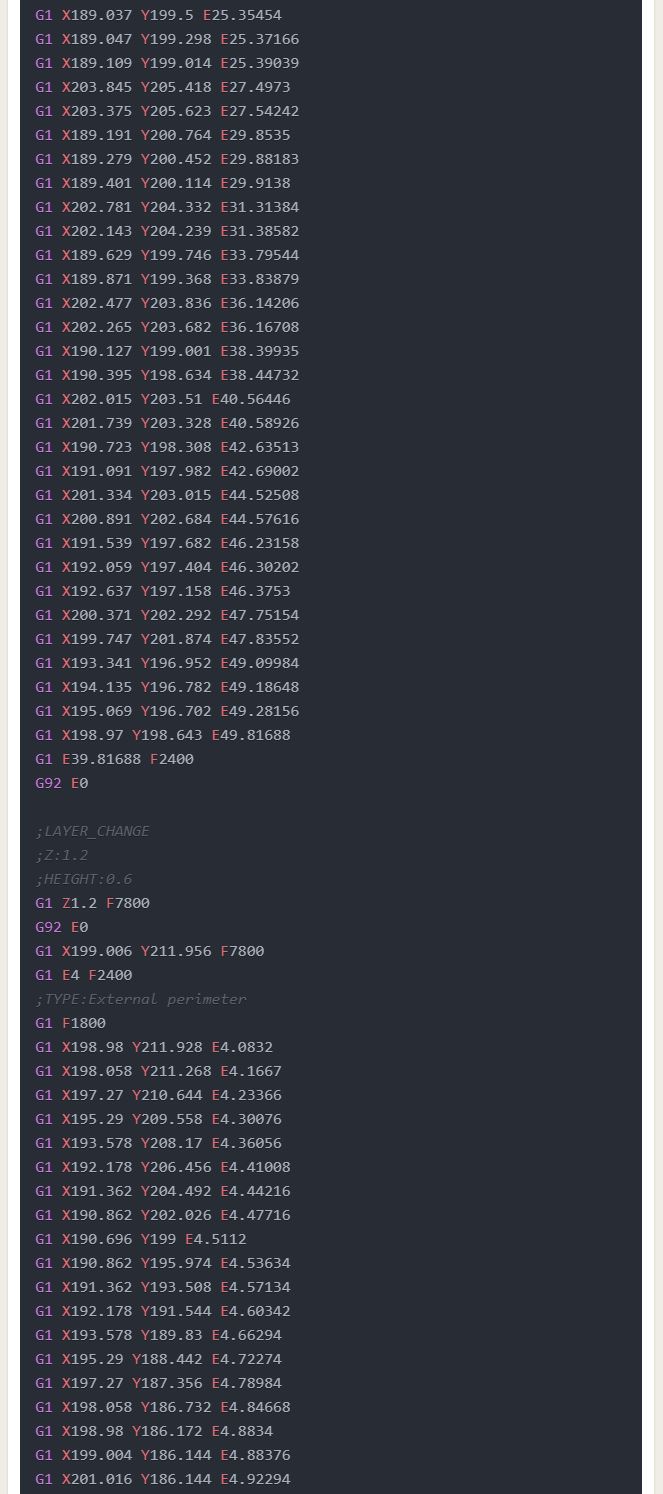 G1 X189.037 Y199.5 E25.35454
G1 X189.047 Y199.298 E25.37166
G1 X189.109 Y199.014 E25.39039
G1 X203.845 Y205.418 E27.4973
G1 X203.375 Y205.623 E27.54242
G1 X189.191 Y200.764 E29.8535
G1 X189.279 Y200.452 E29.88183
G1 X189.401 Y200.114 E29.9138
G1 X202.781 Y204.332 E31.31384
G1 X202.143 Y204.239 E31.38582
G1 X189.629 Y199.746 E33.79544
G1 X189.871 Y199.368 E33.83879
G1 X202.477 Y203.836 E36.14206
G1 X202.265 Y203.682 E36.16708
G1 X190.127 Y199.001 E38.39935
G1 X190.395 Y198.634 E38.44732
G1 X202.015 Y203.51 E40.56446
G1 X201.739 Y203.328 E40.58926
G1 X190.723 Y198.308 E42.63513
G1 X191.091 Y197.982 E42.69002
G1 X201.334 Y203.015 E44.52508
G1 X200.891 Y202.684 E44.57616
G1 X191.539 Y197.682 E46.23158
G1 X192.059 Y197.404 E46.30202
G1 X192.637 Y197.158 E46.3753
G1 X200.371 Y202.292 E47.75154
G1 X199.747 Y201.874 E47.83552
G1 X193.341 Y196.952 E49.09984
G1 X194.135 Y196.782 E49.18648
G1 X195.069 Y196.702 E49.28156
G1 X198.97 Y198.643 E49.81688
G1 E39.81688 F2400
G92 E0
;LAYER_CHANGE
;Z:1.2
;HEIGHT:0.6
G1 Z1.2 F7800
G92 E0
G1 X199.006 Y211.956 F7800
G1 E4 F2400
;TYPE:External perimeter
G1 F1800
G1 X198.98 Y211.928 E4.0832
G1 X198.058 Y211.268 E4.1667
G1 X197.27 Y210.644 E4.23366
G1 X195.29 Y209.558 E4.30076
G1 X193.578 Y208.17 E4.36056
G1 X192.178 Y206.456 E4.41008
G1 X191.362 Y204.492 E4.44216
G1 X190.862 Y202.026 E4.47716
G1 X190.696 Y199 E4.5112
G1 X190.862 Y195.974 E4.53634
G1 X191.362 Y193.508 E4.57134
G1 X192.178 Y191.544 E4.60342
G1 X193.578 Y189.83 E4.66294
G1 X195.29 Y188.442 E4.72274
G1 X197.27 Y187.356 E4.78984
G1 X198.058 Y186.732 E4.84668
G1 X198.98 Y186.172 E4.8834
G1 X199.004 Y186.144 E4.88376
G1 X201.016 Y186.144 E4.92294